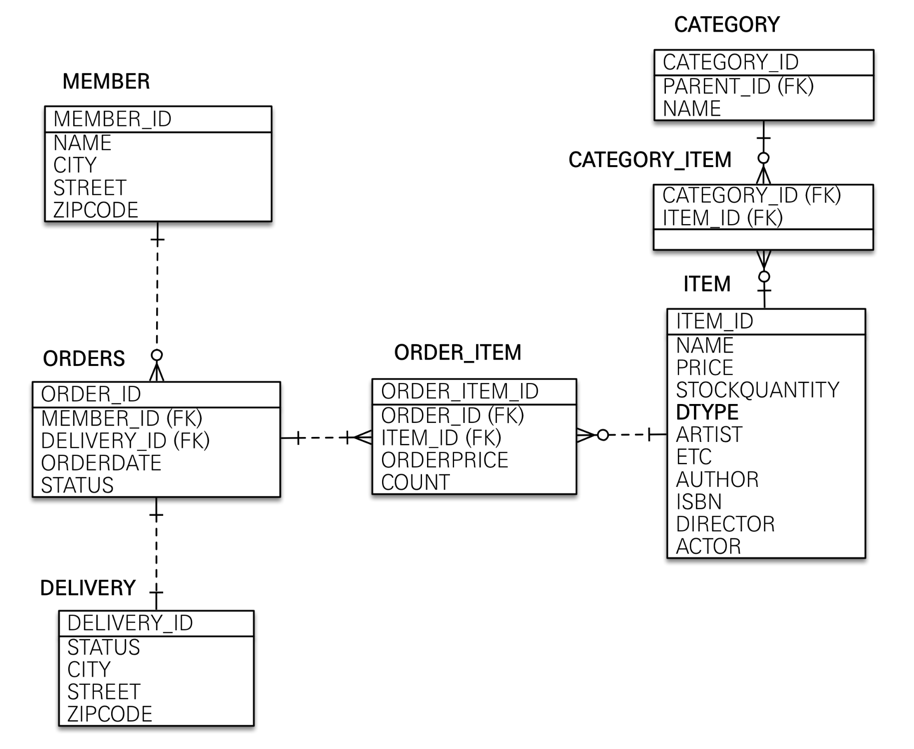 MEMBER
MEMBER_ID
NAME
CITY
STREET
ZIPCODE
ORDERS
ORDER_ID
MEMBER_ID (FK)
DELIVERY_ID (FK)
ORDERDATE
STATUS
DELIVERY
DELIVERY_ID
STATUS
CITY
STREET
ZIPCODE
ORDER_ITEM
ORDER_ITEM_ID
ORDER_ID (FK)
ITEM_ID (FK)
ORDERPRICE
COUNT
CATEGORY
CATEGORY_ID
PARENT_ID (FK)
NAME
CATEGORY_ITEM
CATEGORY_ID (FK)
ITEM_ID (FK)
ITEM
ITEM_ID
NAME
PRICE
STOCKQUANTITY
DTYPE
ARTIST
ETC
AUTHOR
ISBN
DIRECTOR
ACTOR